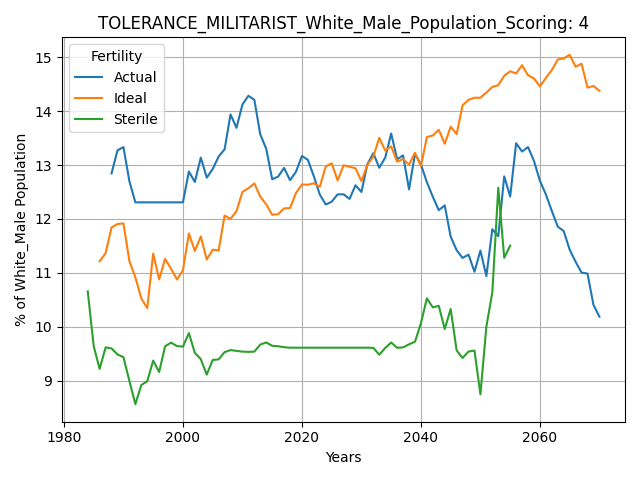 TOLERANCE_MILITARIST_White_Male_Population_Scoring: 4
Fertility
Actual
Ideal
Sterile
% of White_Male Population
15
14
13
12
11
10
9
1980
2000
2020
2040
2060
Years